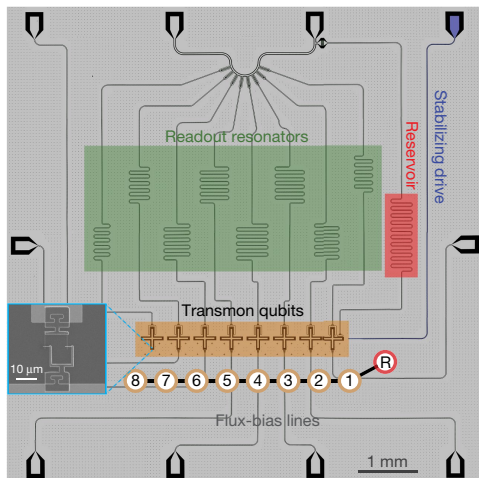 Readout resonators
Reservoir
Stabilizing drive
Transmon qubits
10 µm
8 7 6 5 4 3 2 1 R
Flux-bias lines
1 mm